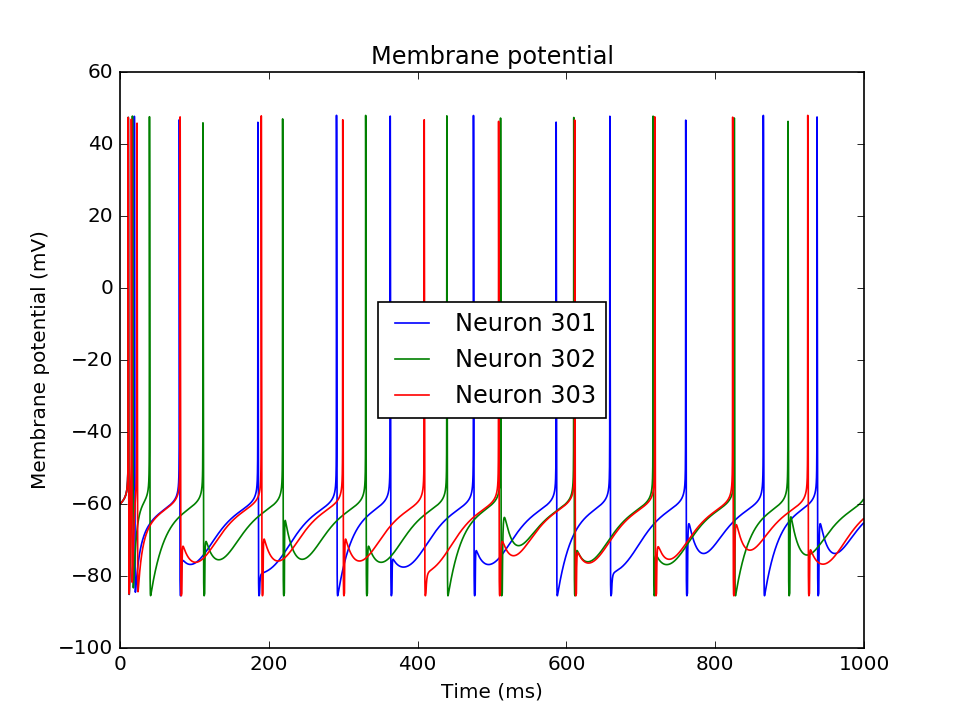 Membrane potential
60
40
20
0
−20
−40
−60
−80
−100
Membrane potential (mV)
Neuron 301
Neuron 302
Neuron 303
0 200 400 600 800 1000
Time (ms)